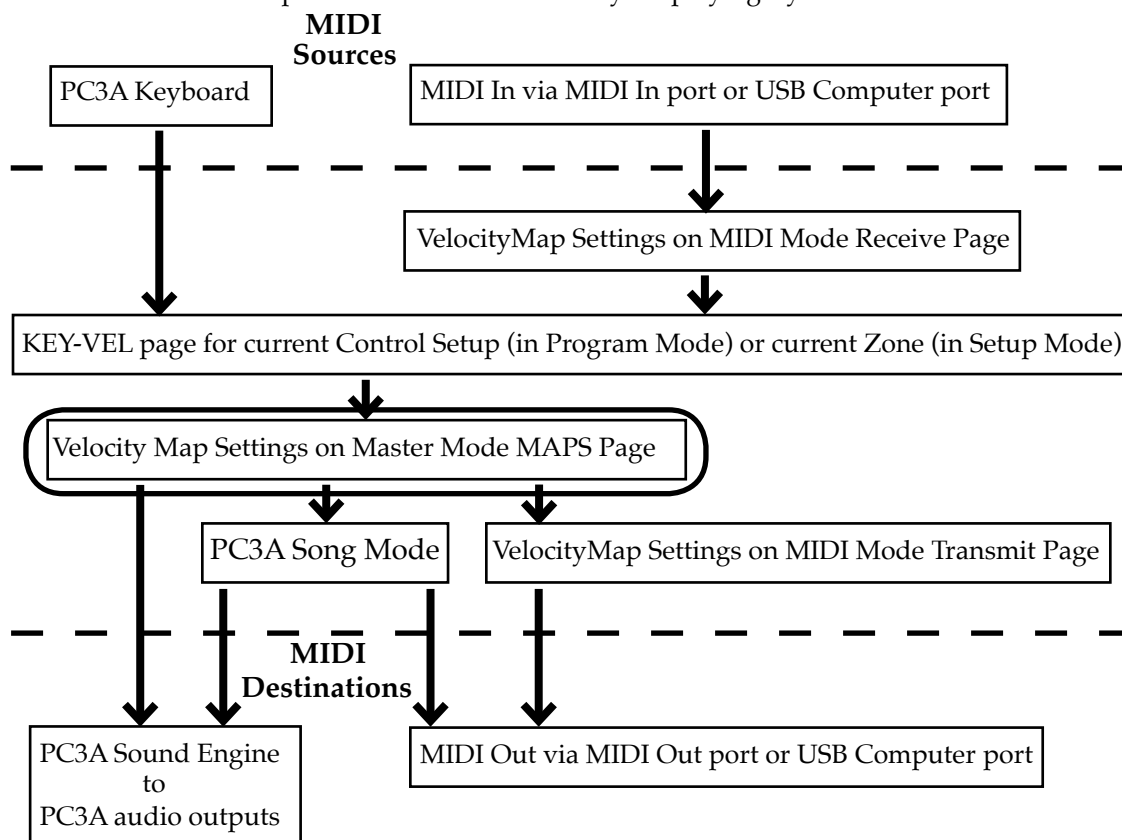 MIDI
Sources
PC3A Keyboard
MIDI In via MIDI In port or USB Computer port
VelocityMap Settings on MIDI Mode Receive Page
KEY-VEL page for current Control Setup (in Program Mode) or current Zone (in Setup Mode)
Velocity Map Settings on Master Mode MAPS Page
PC3A Song Mode
VelocityMap Settings on MIDI Mode Transmit Page
MIDI
Destinations
PC3A Sound Engine
to
PC3A audio outputs
MIDI Out via MIDI Out port or USB Computer port